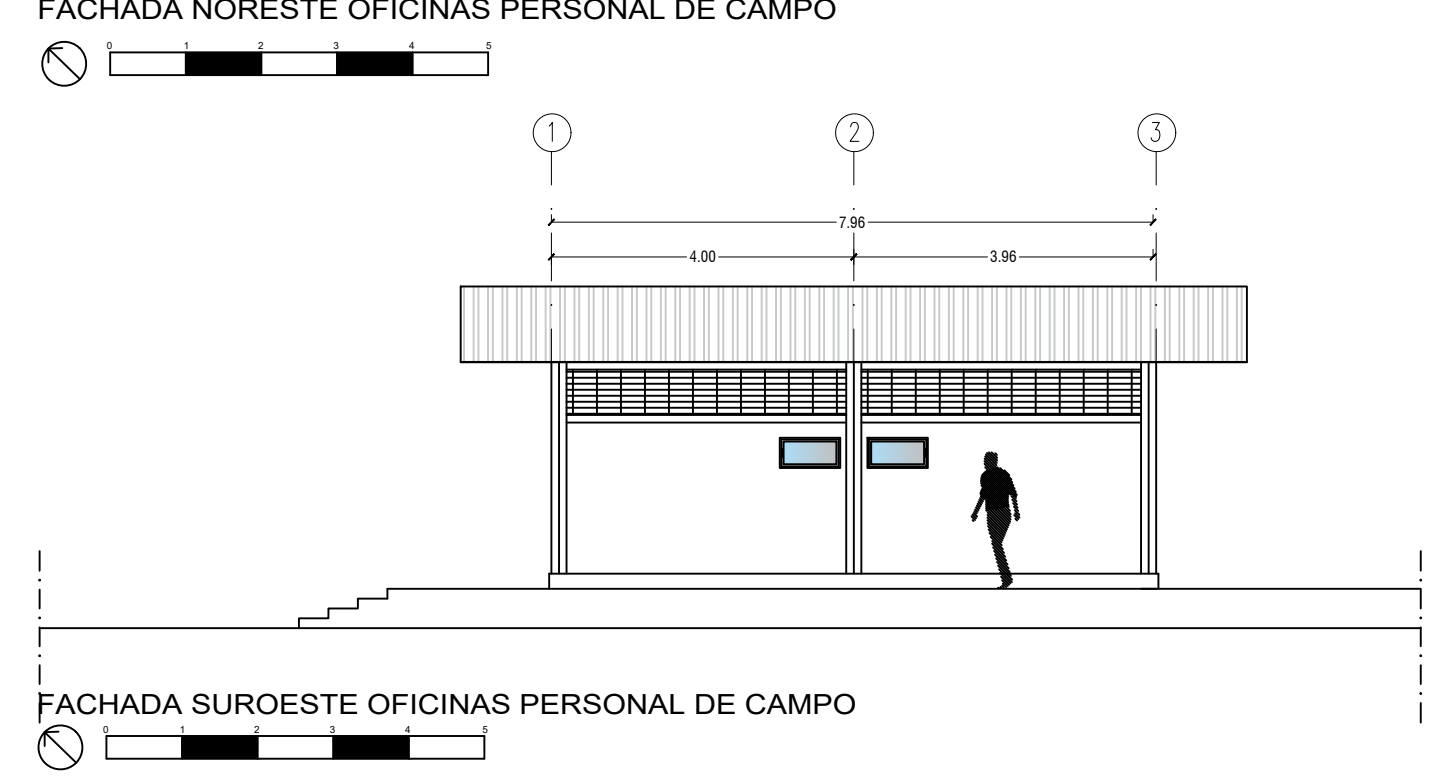 FACHADA NORESTE OFICINAS PERSONAL DE CAMPO
0 1 2 3 4 5
1 2 3
7.96
4.00 3.96
FACHADA SUROESTE OFICINAS PERSONAL DE CAMPO
0 1 2 3 4 5